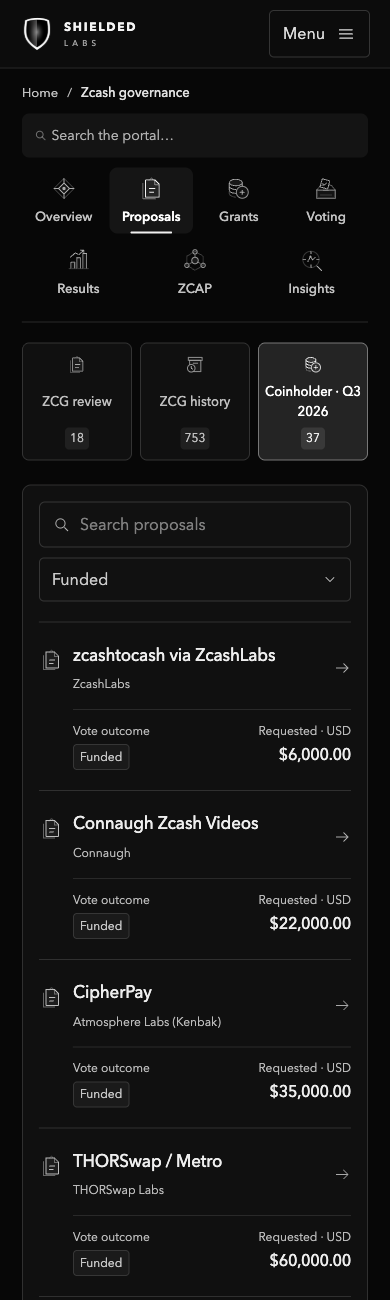 SHIELDED
LABS
Menu
Home / Zcash governance
Search the portal...
Overview
Proposals
Grants
Voting
Results
ZCAP
Insights
ZCG review
18
ZCG history
753
Coinholder · Q3
2026
37
Search proposals
Funded
zcashtocash via ZcashLabs
ZcashLabs
Vote outcome
Requested · USD
Funded
$6,000.00
Connaugh Zcash Videos
Connaugh
Vote outcome
Requested · USD
Funded
$22,000.00
CipherPay
Atmosphere Labs (Kenbak)
Vote outcome
Requested · USD
Funded
$35,000.00
THORSwap / Metro
THORSwap Labs
Vote outcome
Requested · USD
Funded
$60,000.00